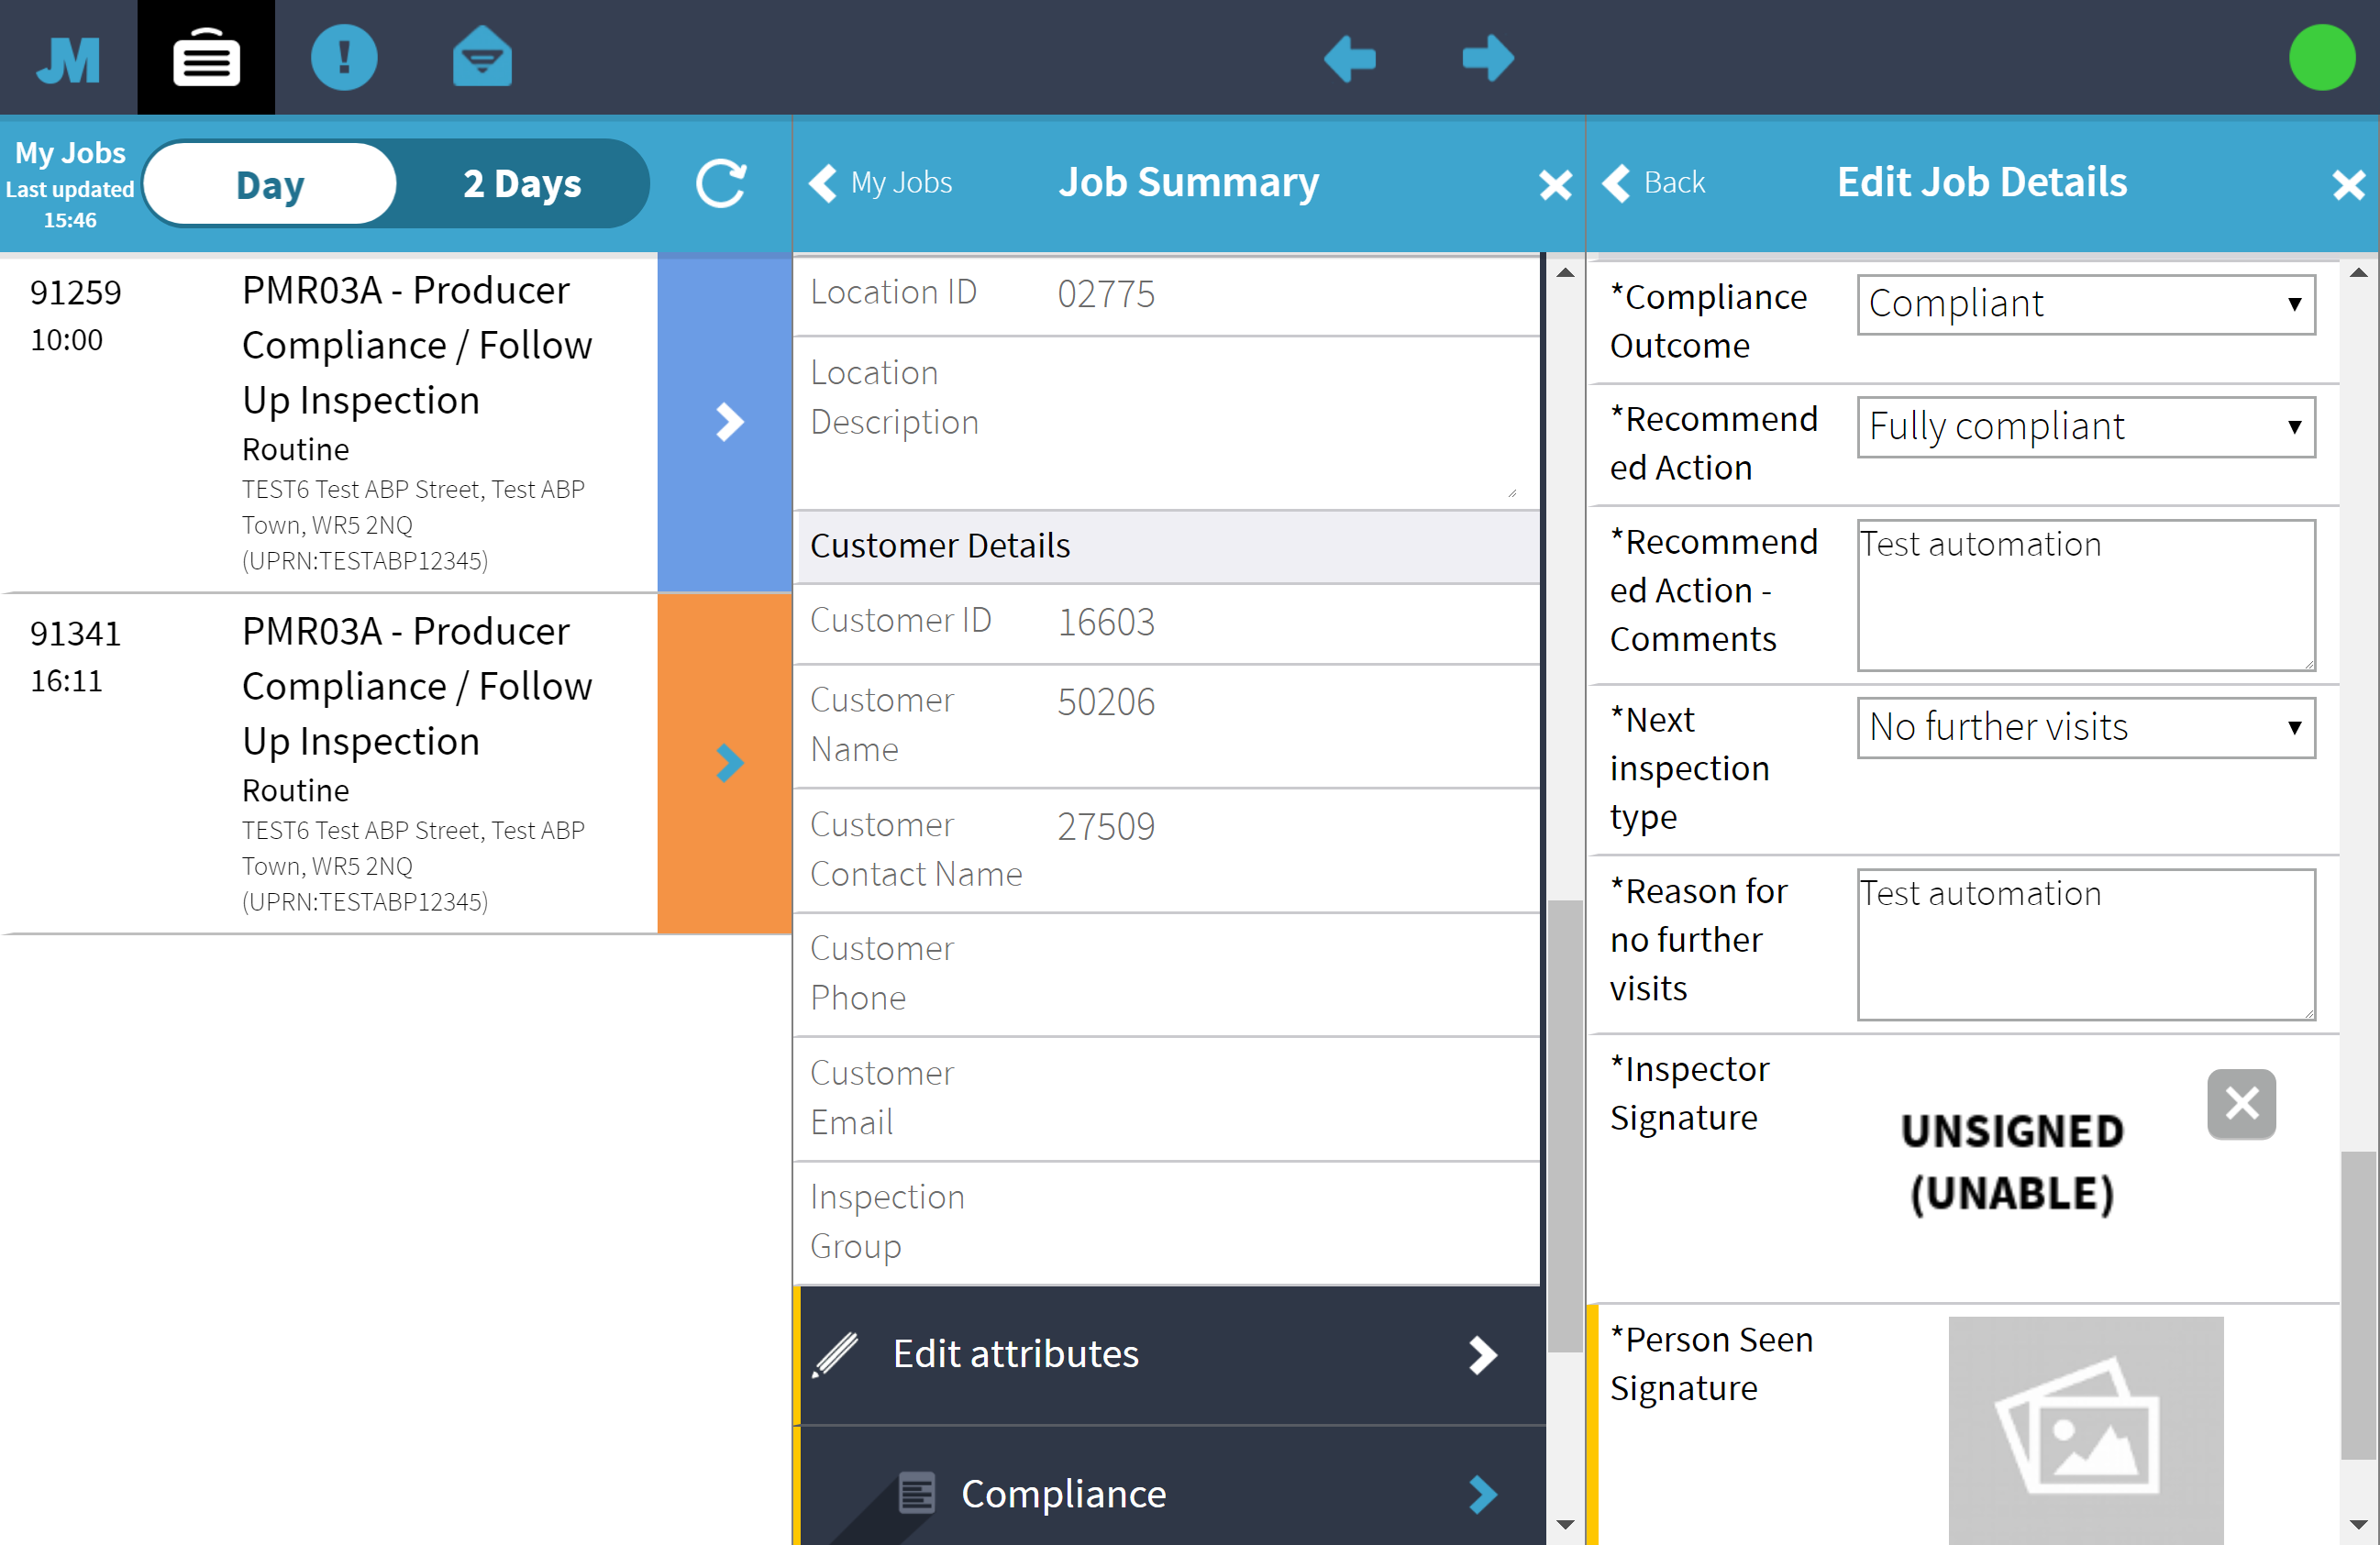 JM
My Jobs
Last updated
15:46
Day
2 Days
91259
10:00
PMR03A - Producer
Compliance / Follow
Up Inspection
Routine
TEST6 Test ABP Street, Test ABP
Town, WR5 2NQ
(UPRN:TESTABP12345)
91341
16:11
PMR03A - Producer
Compliance / Follow
Up Inspection
Routine
TEST6 Test ABP Street, Test ABP
Town, WR5 2NQ
(UPRN:TESTABP12345)
My Jobs
Job Summary
Location ID 02775
Location
Description
Customer Details
Customer ID 16603
Customer 50206
Name
Customer 27509
Contact Name
Customer
Phone
Customer
Email
Inspection
Group
Edit attributes
Compliance
Back
Edit Job Details
*Compliance Compliant
Outcome
*Recommend Fully compliant
ed Action
*Recommend Test automation
ed Action -
Comments
*Next No further visits
inspection
type
*Reason for Test automation
no further
visits
*Inspector
Signature
UNSIGNED
(UNABLE)
*Person Seen
Signature